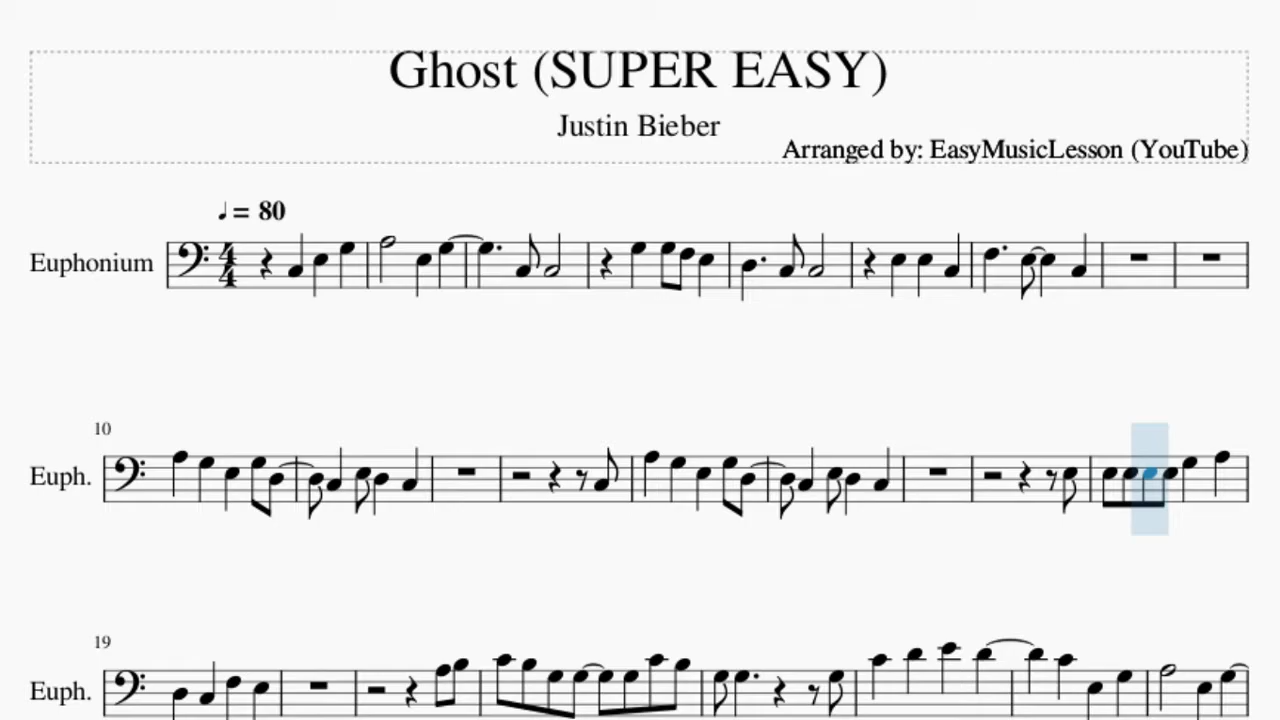 Ghost (SUPER EASY)
Justin Bieber
Arranged by: EasyMusicLesson (YouTube)
♩ = 80
Euphonium
4
4
10
Euph.
19
Euph.